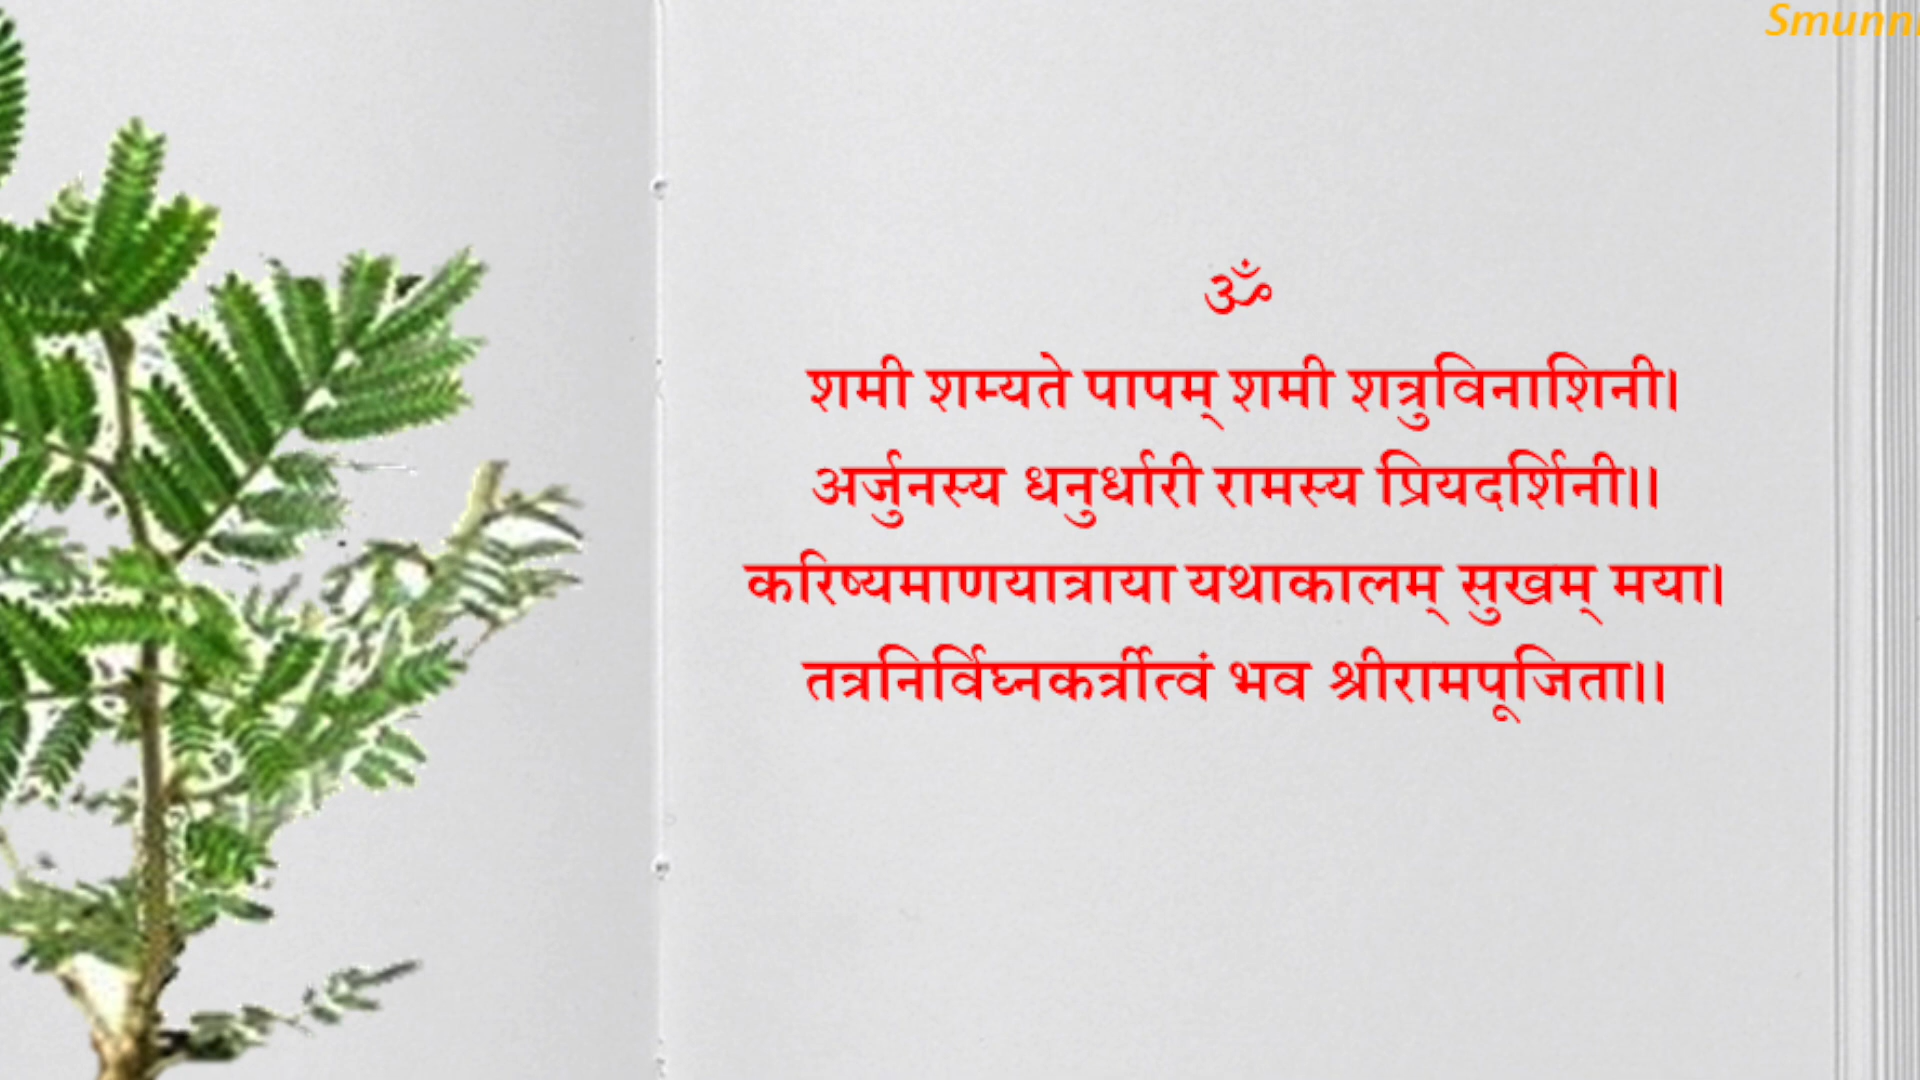 Smunn
ॐ
शमी शम्यते पापम् शमी शत्रुविनाशिनी।
अर्जुनस्य धनुर्धारी रामस्य प्रियदर्शिनी।।
करिष्यमाणयात्राया यथाकालम् सुखम् मया।
तत्रनिर्विघ्नकर्त्रीत्वं भव श्रीरामपूजिता।।